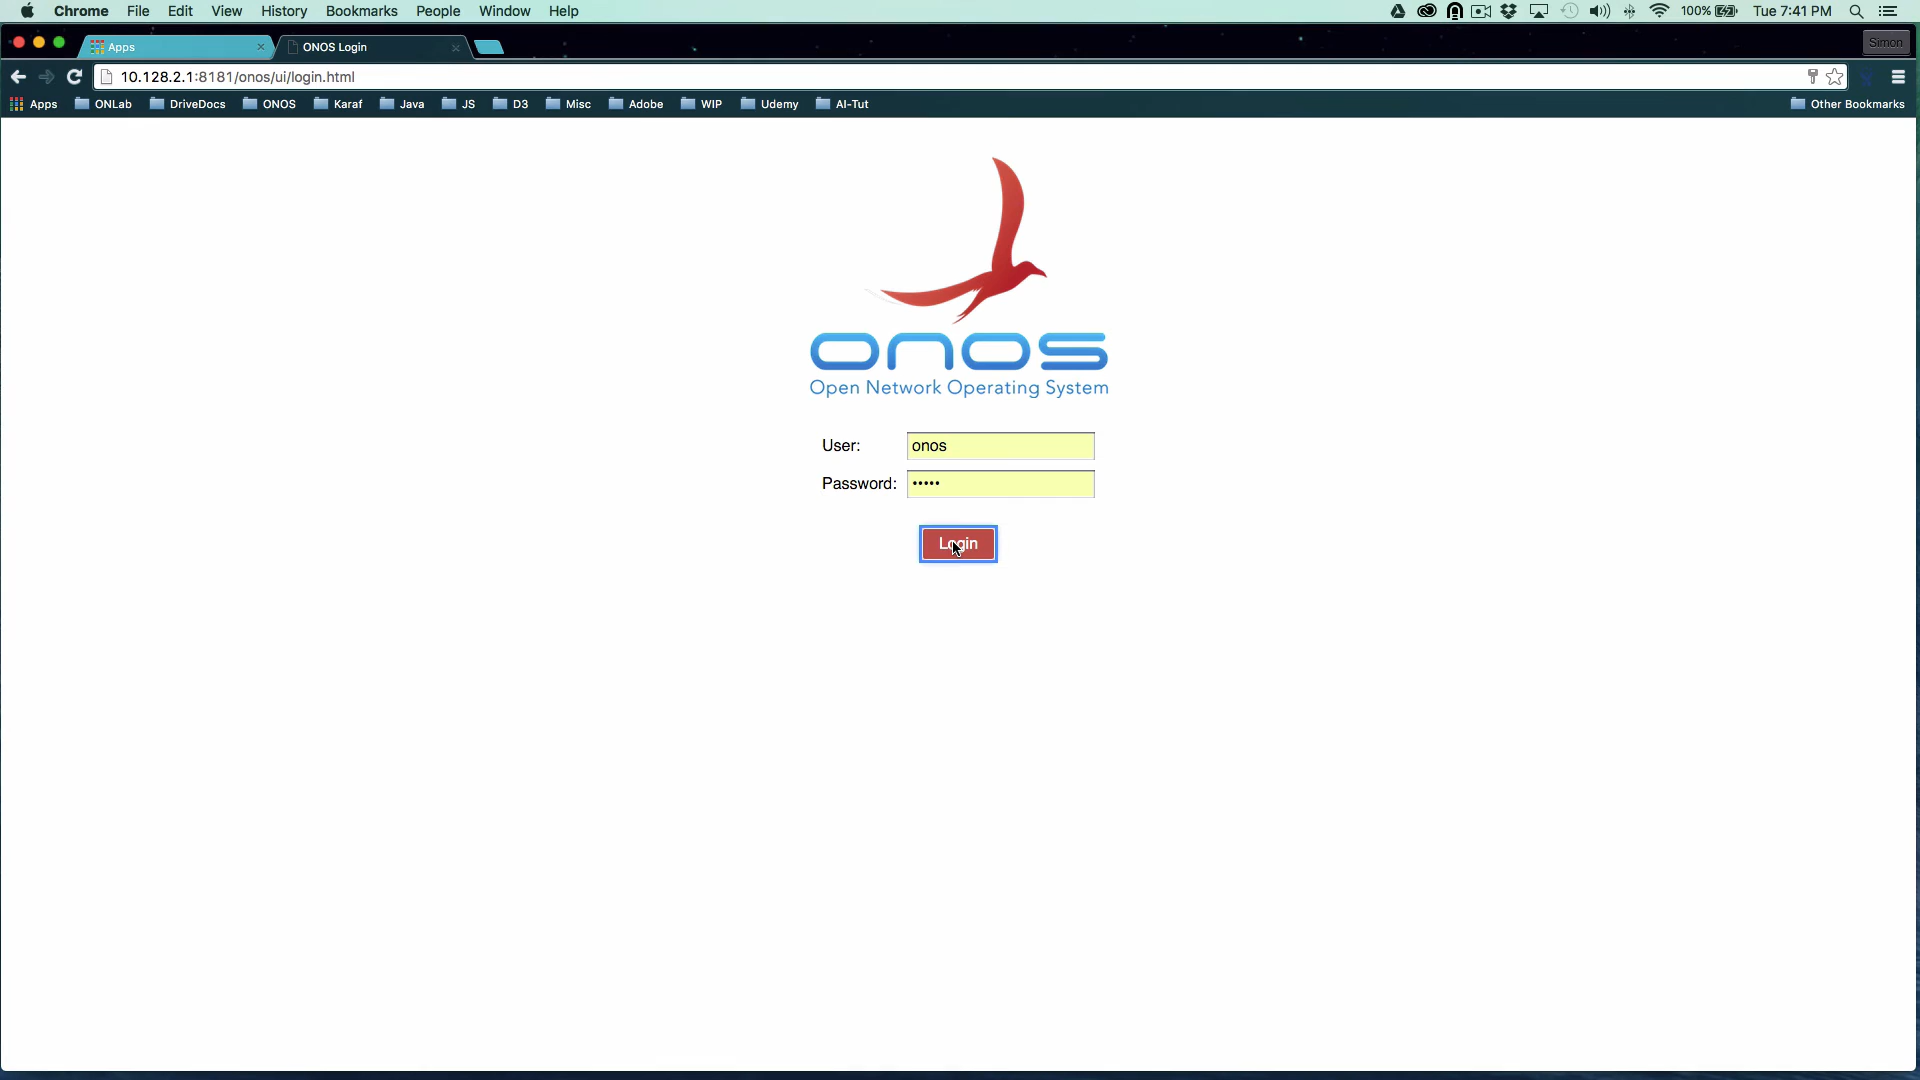 Chrome File Edit View History Bookmarks People Window Help 100% Tue 7:41 PM
Apps ONOS Login Simon
10.128.2.1:8181/onos/ui/login.html
Apps ONLab DriveDocs ONOS Karaf Java JS D3 Misc Adobe WIP Udemy AI-Tut Other Bookmarks
onos
Open Network Operating System
User: onos
Password: •••••
Login